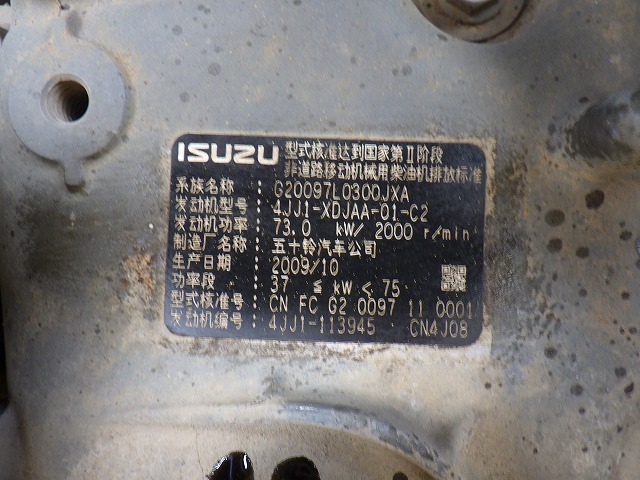 ISUZU 型式核准达到国家第Ⅱ阶段
非道路移动机械用柴油机排放标准
系族名称 : G20097L0300JXA
发动机型号 : 4JJ1-XDJAA-01-C2
发动机功率 : 73.0 kW/ 2000 r/min
制造厂名称 : 五十铃汽车公司
生产日期 : 2009/10
功率段 : 37 ≦ kW < 75
型式核准号 : CN FC G2 0097 11 0001
发动机编号 : 4JJ1-113945 CN4J08